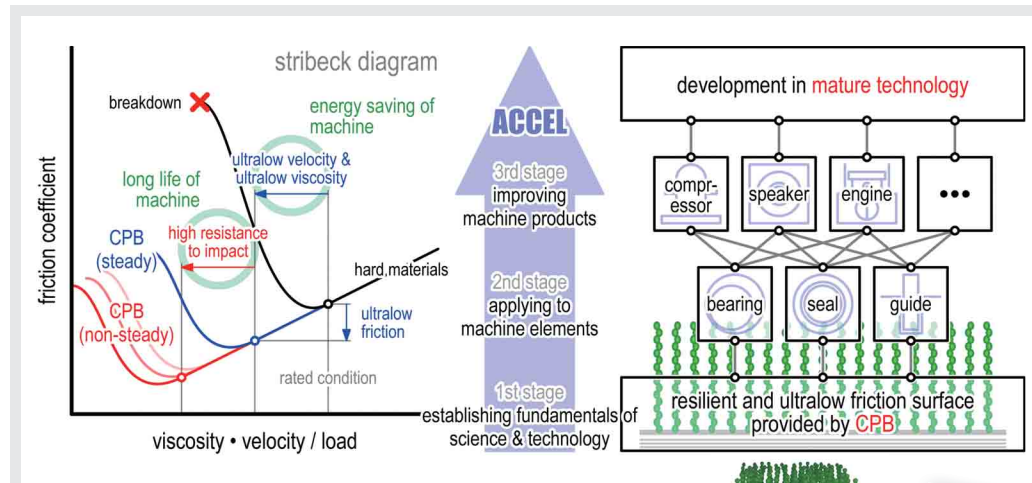 stribeck diagram
breakdown
energy saving of
machine
ultralow velocity &
ultralow viscosity
long life of
machine
high resistance
to impact
CPB
(steady)
CPB
(non-steady)
hard materials
ultralow
friction
rated condition
friction coefficient
viscosity • velocity / load
ACCEL
3rd stage
improving
machine products
2nd stage
applying to
machine elements
1st stage
establishing fundamentals of
science & technology
development in mature technology
compr-
essor
speaker
engine
•••
bearing
seal
guide
resilient and ultralow friction surface
provided by CPB